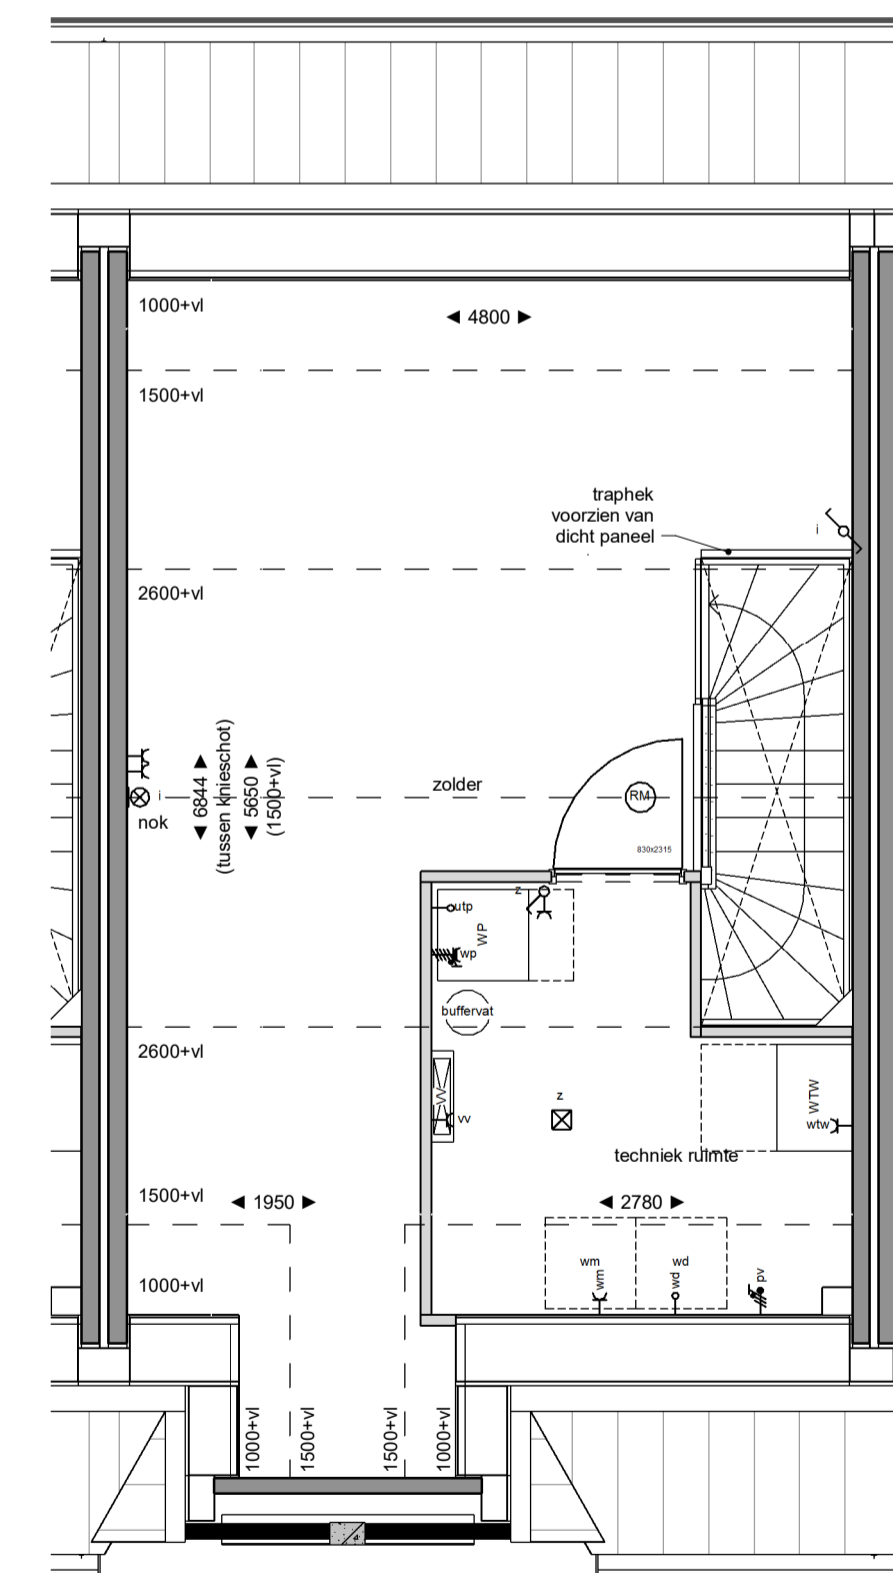 1000+vl
◄ 4800 ►
1500+vl
traphek
voorzien van
dicht paneel
i
2600+vl
◄ 6844 ►
(tussen knieschot)
◄ 5650 ►
(1500+vl)
i
nok
zolder
RM
830x2315
z
utp
WP
wp
buffervat
2600+vl
VV
vv
z
WTW
wtw
techniek ruimte
1500+vl
◄ 1950 ►
◄ 2780 ►
1000+vl
wm
wm
wd
wd
pv
1000+vl
1500+vl
1500+vl
1000+vl